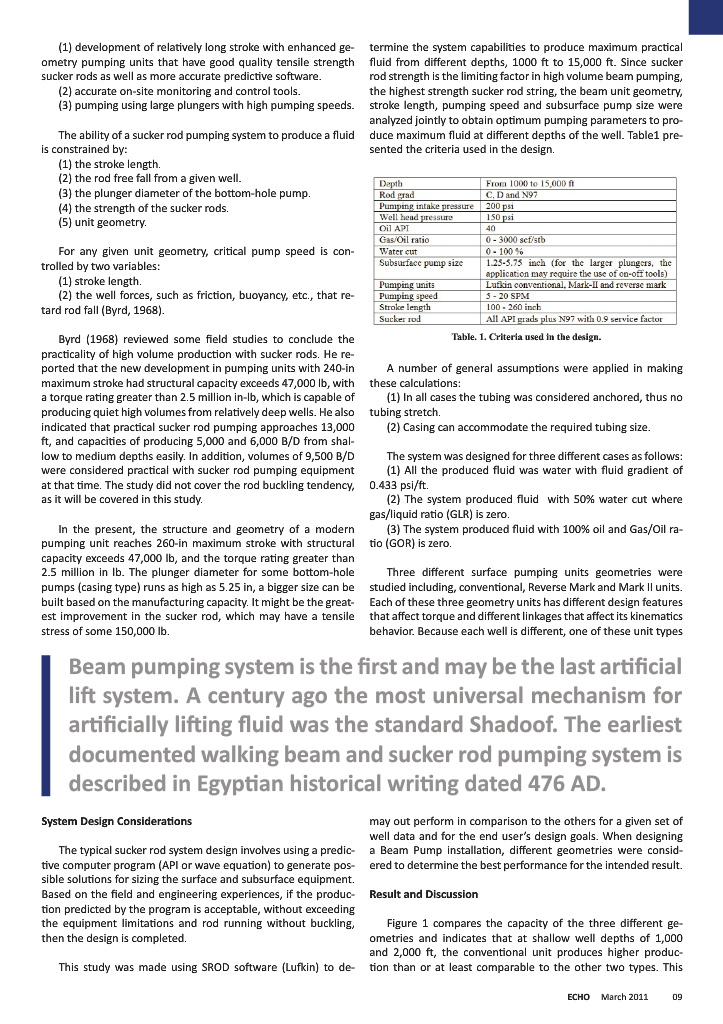 (1) development of relatively long stroke with enhanced ge-
ometry pumping units that have good quality tensile strength
sucker rods as well as more accurate predictive software.
(2) accurate on-site monitoring and control tools.
(3) pumping using large plungers with high pumping speeds.
The ability of a sucker rod pumping system to produce a fluid
is constrained by:
(1) the stroke length.
(2) the rod free fall from a given well.
(3) the plunger diameter of the bottom-hole pump.
(4) the strength of the sucker rods.
(5) unit geometry.
For any given unit geometry, critical pump speed is con-
trolled by two variables:
(1) stroke length.
(2) the well forces, such as friction, buoyancy, etc., that re-
tard rod fall (Byrd, 1968).
Byrd (1968) reviewed some field studies to conclude the
practicality of high volume production with sucker rods. He re-
ported that the new development in pumping units with 240-in
maximum stroke had structural capacity exceeds 47,000 lb, with
a torque rating greater than 2.5 million in-lb, which is capable of
producing quiet high volumes from relatively deep wells. He also
indicated that practical sucker rod pumping approaches 13,000
ft, and capacities of producing 5,000 and 6,000 B/D from shal-
low to medium depths easily. In addition, volumes of 9,500 B/D
were considered practical with sucker rod pumping equipment
at that time. The study did not cover the rod buckling tendency,
as it will be covered in this study.
In the present, the structure and geometry of a modern
pumping unit reaches 260-in maximum stroke with structural
capacity exceeds 47,000 lb, and the torque rating greater than
2.5 million in lb. The plunger diameter for some bottom-hole
pumps (casing type) runs as high as 5.25 in, a bigger size can be
built based on the manufacturing capacity. It might be the great-
est improvement in the sucker rod, which may have a tensile
stress of some 150,000 lb.
termine the system capabilities to produce maximum practical
fluid from different depths, 1000 ft to 15,000 ft. Since sucker
rod strength is the limiting factor in high volume beam pumping,
the highest strength sucker rod string, the beam unit geometry,
stroke length, pumping speed and subsurface pump size were
analyzed jointly to obtain optimum pumping parameters to pro-
duce maximum fluid at different depths of the well. Table1 pre-
sented the criteria used in the design.
Depth From 1000 to 15,000 ft
Rod grad C, D and N97
Pumping intake pressure 200 psi
Well head pressure 150 psi
Oil API 40
Gas/Oil ratio 0 - 3000 scf/stb
Water cut 0 - 100 %
Subsurface pump size 1.25-5.75 inch (for the larger plungers, the
application may require the use of on-off tools)
Pumping units Lufkin conventional, Mark-II and reverse mark
Pumping speed 5 - 20 SPM
Stroke length 100 - 260 inch
Sucker rod All API grads plus N97 with 0.9 service factor
Table. 1. Criteria used in the design.
A number of general assumptions were applied in making
these calculations:
(1) In all cases the tubing was considered anchored, thus no
tubing stretch.
(2) Casing can accommodate the required tubing size.
The system was designed for three different cases as follows:
(1) All the produced fluid was water with fluid gradient of
0.433 psi/ft.
(2) The system produced fluid with 50% water cut where
gas/liquid ratio (GLR) is zero.
(3) The system produced fluid with 100% oil and Gas/Oil ra-
tio (GOR) is zero.
Three different surface pumping units geometries were
studied including, conventional, Reverse Mark and Mark II units.
Each of these three geometry units has different design features
that affect torque and different linkages that affect its kinematics
behavior. Because each well is different, one of these unit types
Beam pumping system is the first and may be the last artificial
lift system. A century ago the most universal mechanism for
artificially lifting fluid was the standard Shadoof. The earliest
documented walking beam and sucker rod pumping system is
described in Egyptian historical writing dated 476 AD.
System Design Considerations
The typical sucker rod system design involves using a predic-
tive computer program (API or wave equation) to generate pos-
sible solutions for sizing the surface and subsurface equipment.
Based on the field and engineering experiences, if the produc-
tion predicted by the program is acceptable, without exceeding
the equipment limitations and rod running without buckling,
then the design is completed.
This study was made using SROD software (Lufkin) to de-
may out perform in comparison to the others for a given set of
well data and for the end user's design goals. When designing
a Beam Pump installation, different geometries were consid-
ered to determine the best performance for the intended result.
Result and Discussion
Figure 1 compares the capacity of the three different ge-
ometries and indicates that at shallow well depths of 1,000
and 2,000 ft, the conventional unit produces higher produc-
tion than or at least comparable to the other two types. This
ECHO March 2011 09